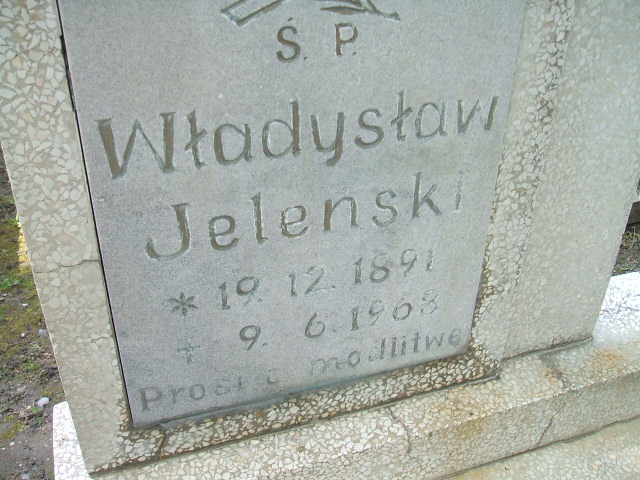 Ś. P.
Władysław
Jelenski
* 19. 12. 1891
+ 9. 6. 1968
Prosi o modlitwę